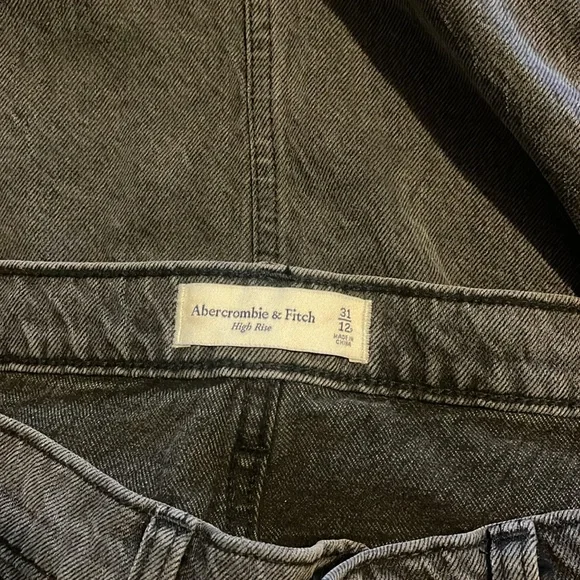 Abercrombie & Fitch
High Rise
31
12
MADE IN
CHINA